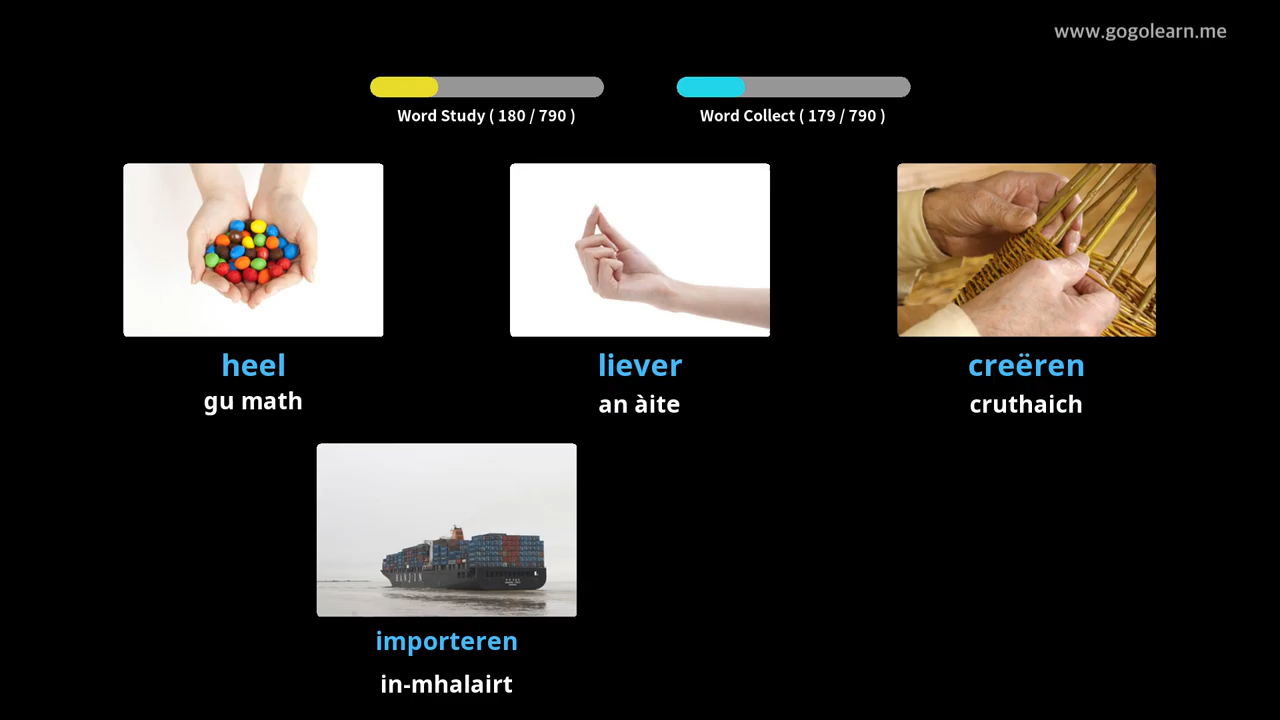 www.gogolearn.me
Word Study ( 180 / 790 )
Word Collect ( 179 / 790 )
heel
gu math
liever
an àite
creëren
cruthaich
HANJIN
importeren
in-mhalairt